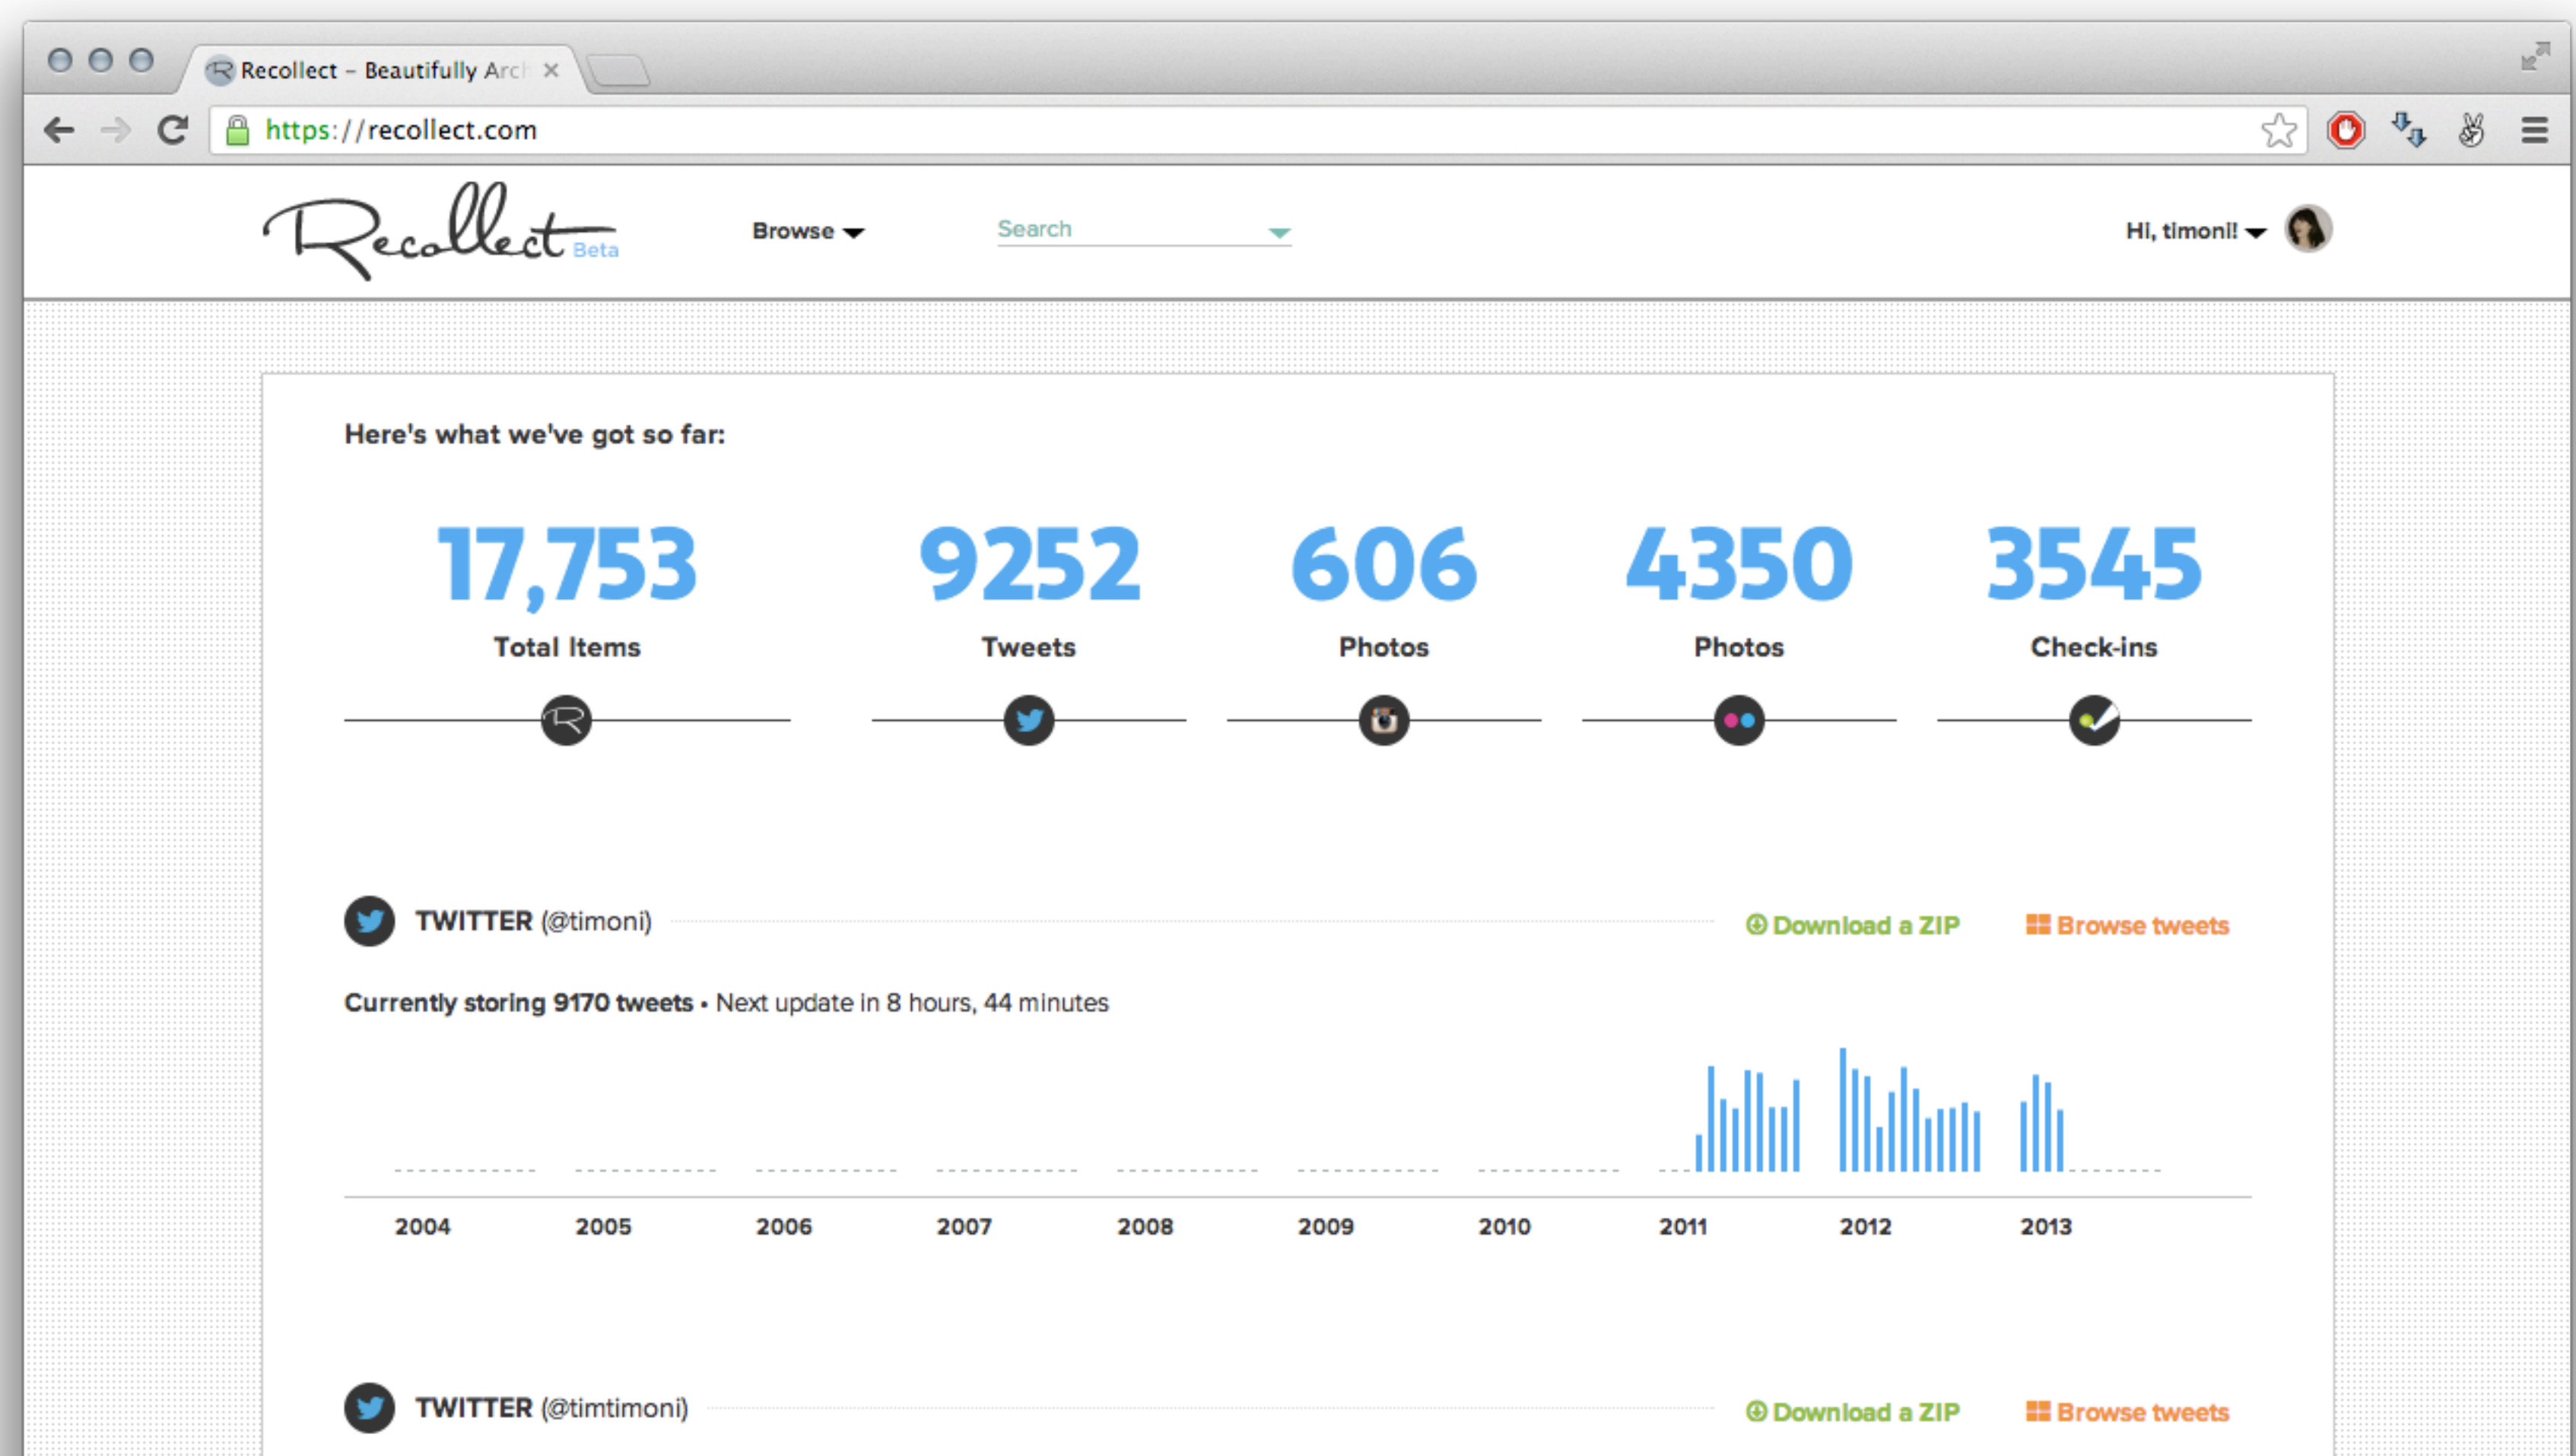 Recollect – Beautifully Arch
https://recollect.com
Recollect Beta
Browse
Search
Hi, timoni!
Here's what we've got so far:
17,753 9252 606 4350 3545
Total Items Tweets Photos Photos Check-ins
TWITTER (@timoni) Download a ZIP Browse tweets
Currently storing 9170 tweets • Next update in 8 hours, 44 minutes
2004 2005 2006 2007 2008 2009 2010 2011 2012 2013
TWITTER (@timtimoni) Download a ZIP Browse tweets